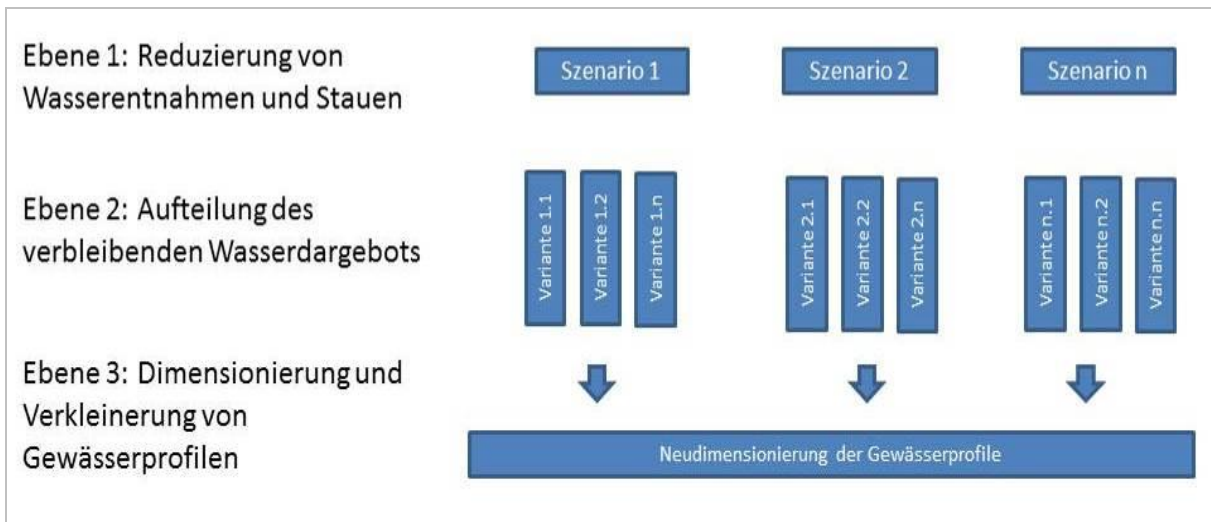 Ebene 1: Reduzierung von
Wasserentnahmen und Stauen
Szenario 1
Szenario 2
Szenario n
Ebene 2: Aufteilung des
verbleibenden Wasserdargebots
Variante 1.1
Variante 1.2
Variante 1.n
Variante 2.1
Variante 2.2
Variante 2.n
Variante n.1
Variante n.2
Variante n.n
Ebene 3: Dimensionierung und
Verkleinerung von
Gewässerprofilen
Neudimensionierung der Gewässerprofile